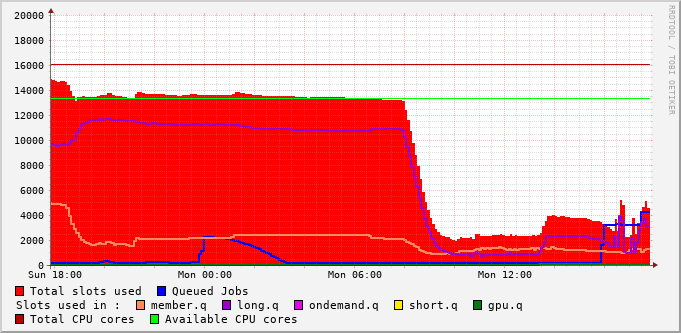 20000
18000
16000
14000
12000
10000
8000
6000
4000
2000
0
Sun 18:00 Mon 00:00 Mon 06:00 Mon 12:00
Total slots used Queued Jobs
Slots used in : member.q long.q ondemand.q short.q gpu.q
Total CPU cores Available CPU cores
RRDTOOL / TOBI OETIKER